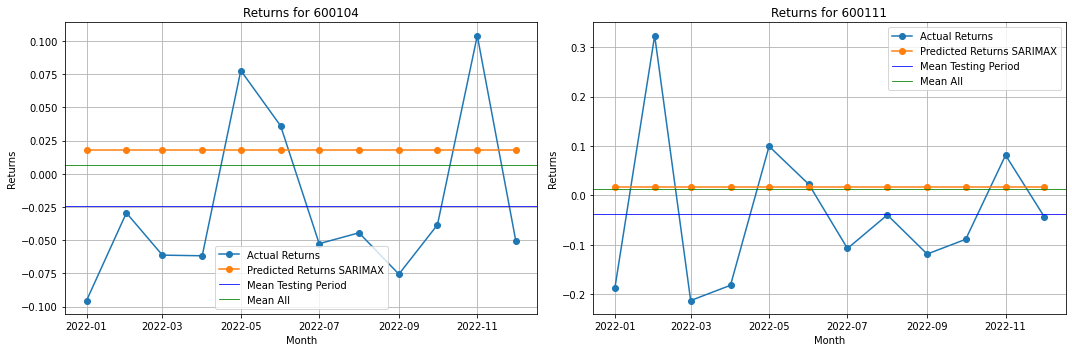 Returns for 600104
Returns
0.100
0.075
0.050
0.025
0.000
−0.025
−0.050
−0.075
−0.100
Actual Returns
Predicted Returns SARIMAX
Mean Testing Period
Mean All
2022-01 2022-03 2022-05 2022-07 2022-09 2022-11
Month
Returns for 600111
Returns
0.3
0.2
0.1
0.0
−0.1
−0.2
Actual Returns
Predicted Returns SARIMAX
Mean Testing Period
Mean All
2022-01 2022-03 2022-05 2022-07 2022-09 2022-11
Month